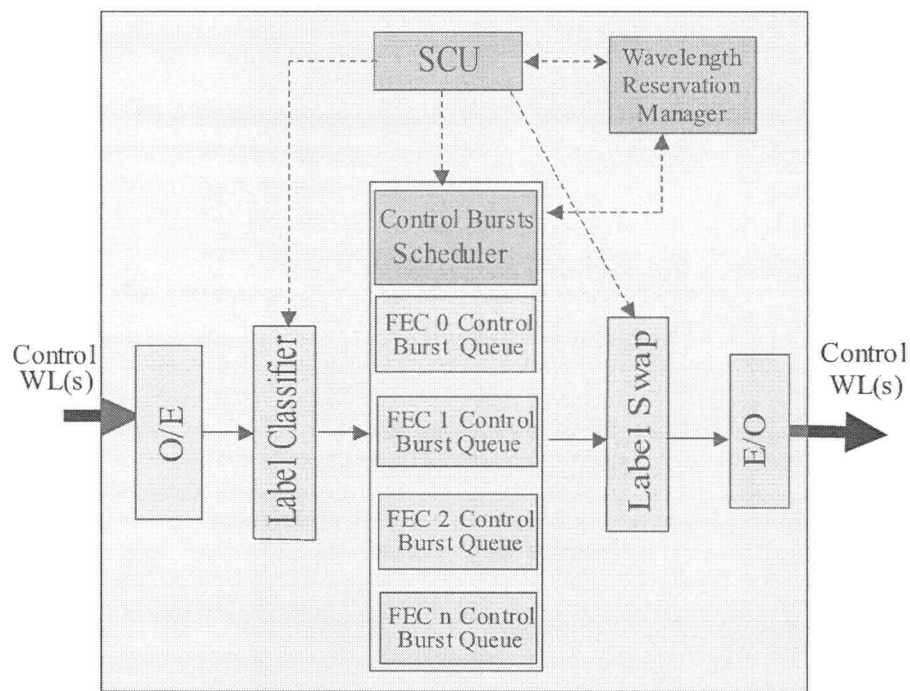 SCU
Wavelength
Reservation
Manager
Control Bursts
Scheduler
FEC 0 Control
Burst Queue
FEC 1 Control
Burst Queue
FEC 2 Control
Burst Queue
FEC n Control
Burst Queue
Control
WL(s)
O/E
Label Classifier
Label Swap
E/O
Control
WL(s)